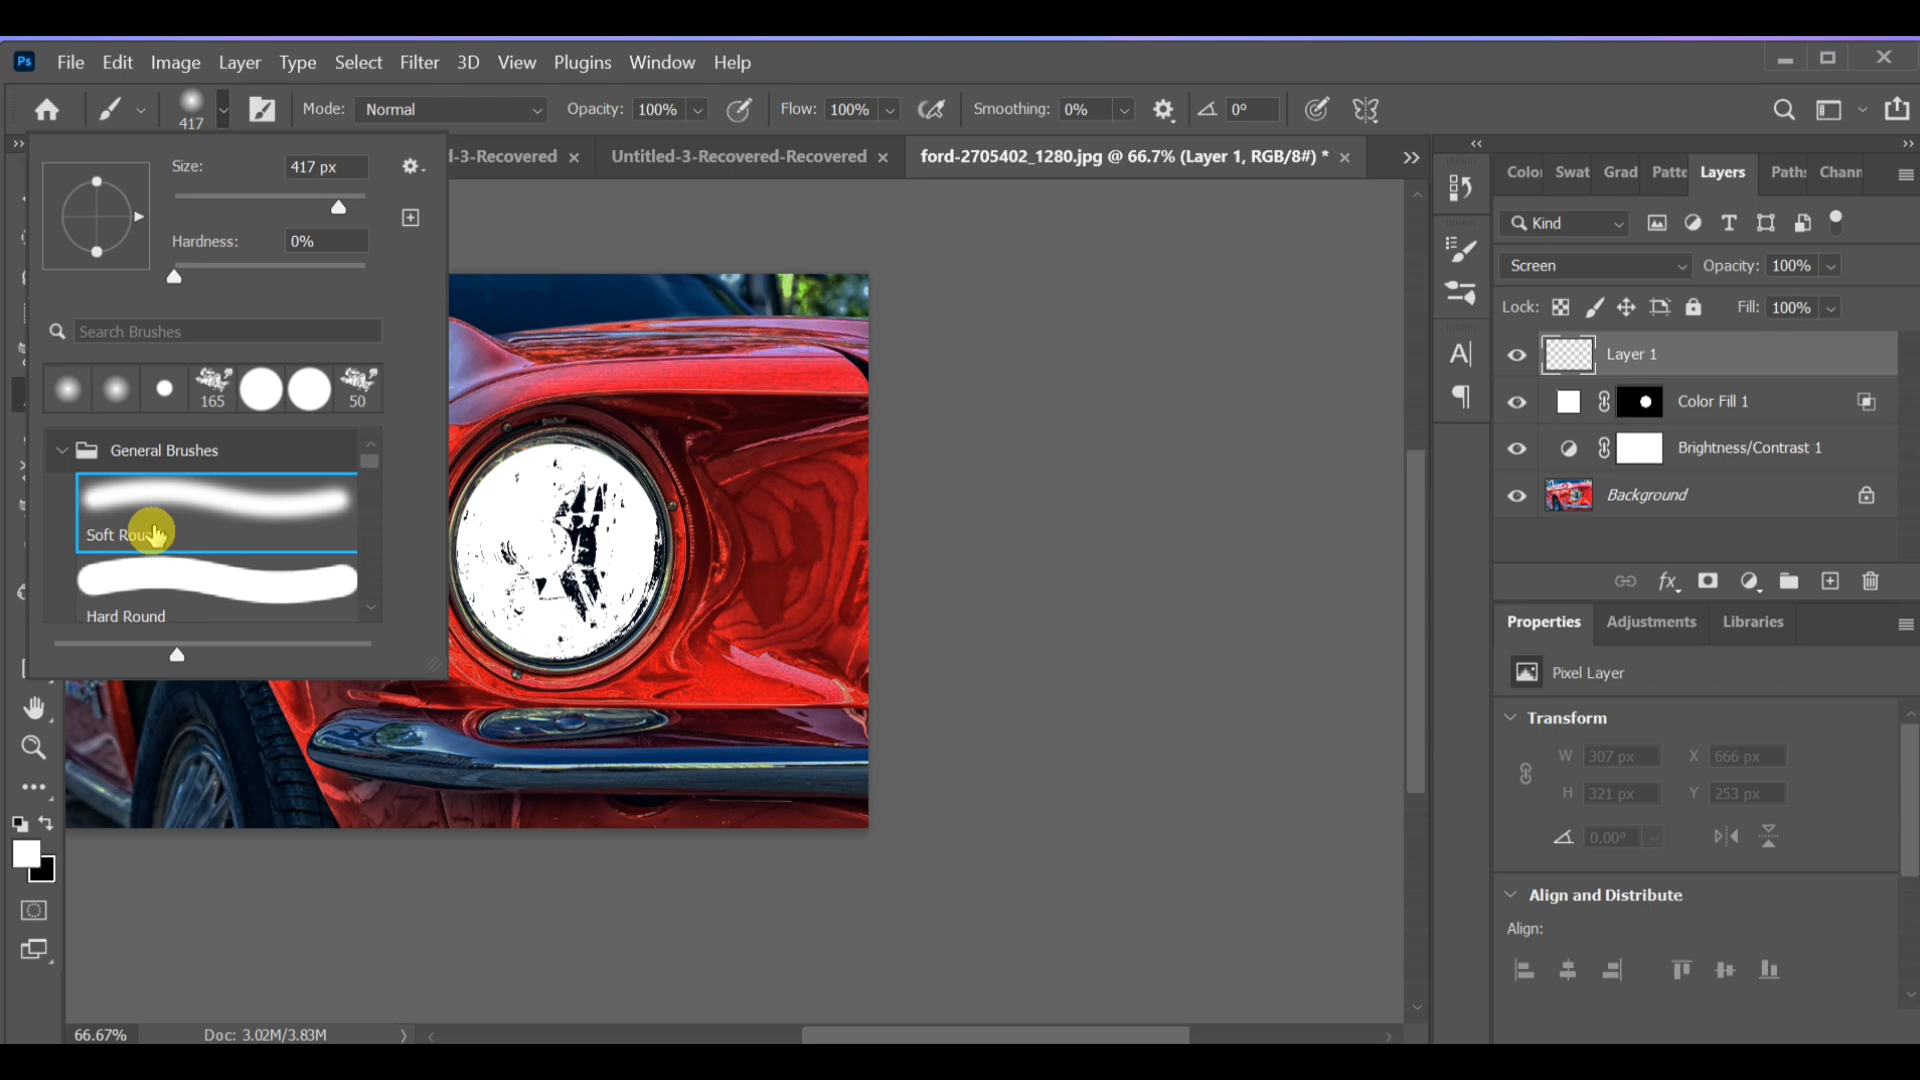 Ps File Edit Image Layer Type Select Filter 3D View Plugins Window Help
417 Mode: Normal Opacity: 100% Flow: 100% Smoothing: 0% 0°
d-3-Recovered Untitled-3-Recovered-Recovered ford-2705402_1280.jpg @ 66.7% (Layer 1, RGB/8#) *
Size: 417 px
Hardness: 0%
Search Brushes
165 50
General Brushes
Soft Rou
Hard Round
Colo Swat Grad Patte Layers Path: Chann
Kind
Screen Opacity: 100%
Lock: Fill: 100%
Layer 1
Color Fill 1
Brightness/Contrast 1
Background
fx
Properties Adjustments Libraries
Pixel Layer
Transform
W 307 px X 666 px
H 321 px Y 253 px
0.00°
Align and Distribute
Align:
66.67% Doc: 3.02M/3.83M